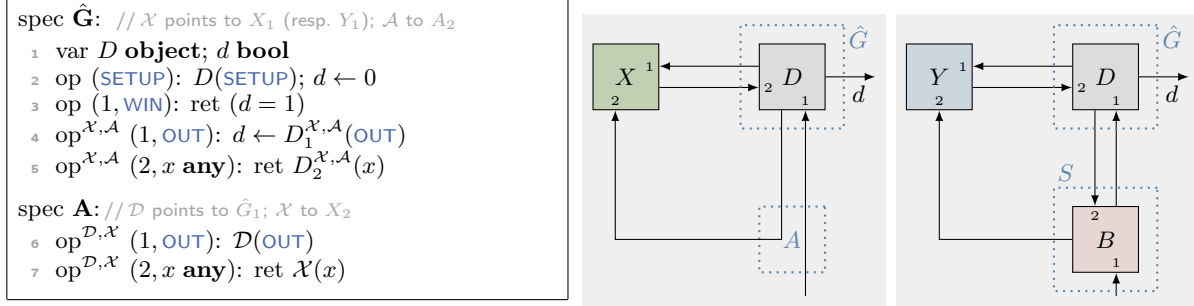 spec Ĝ: // 𝒳 points to X₁ (resp. Y₁); 𝒜 to A₂
1 var D object; d bool
2 op (SETUP): D(SETUP); d ← 0
3 op (1, WIN): ret (d = 1)
4 op^{𝒳,𝒜} (1, OUT): d ← D₁^{𝒳,𝒜}(OUT)
5 op^{𝒳,𝒜} (2, x any): ret D₂^{𝒳,𝒜}(x)
spec A: // 𝒟 points to Ĝ₁; 𝒳 to X₂
6 op^{𝒟,𝒳} (1, OUT): 𝒟(OUT)
7 op^{𝒟,𝒳} (2, x any): ret 𝒳(x)
Ĝ
X 1
2
D
2
1
d
A
Ĝ
Y 1
2
D
2
1
d
S
2
B
1